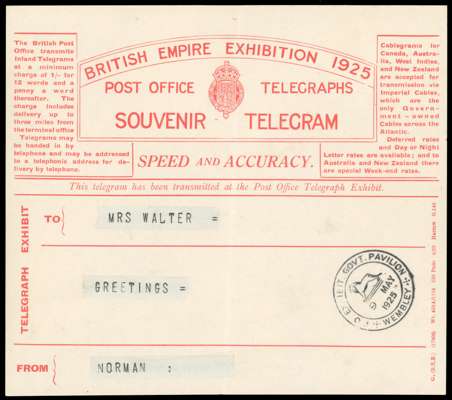 The British Post
Office transmits
Inland Telegrams
at a minimum
charge of 1/- for
12 words and a
penny a word
thereafter. The
charge includes
delivery up to
three miles from
the terminal office
Telegrams may
be handed in by
telephone and may be addressed
to a telephonic address for de-
livery by telephone.
BRITISH EMPIRE EXHIBITION 1925
POST OFFICE TELEGRAPHS
SOUVENIR TELEGRAM
SPEED AND ACCURACY.
Cablegrams for
Canada, Austra-
lia, West Indies,
and New Zealand
are accepted for
transmission via
Imperial Cables,
which are the
only Govern-
ment-owned
Cables across the
Atlantic.
Deferred rates
and Day or Night
Letter rates are available; and to
Australia and New Zealand there
are special Week-end rates.
This telegram has been transmitted at the Post Office Telegraph Exhibit.
TELEGRAPH EXHIBIT
TO
MRS WALTER =
GREETINGS =
GOVT. PAVILION
9 MAY
1925
WEMBLEY
FROM
NORMAN :